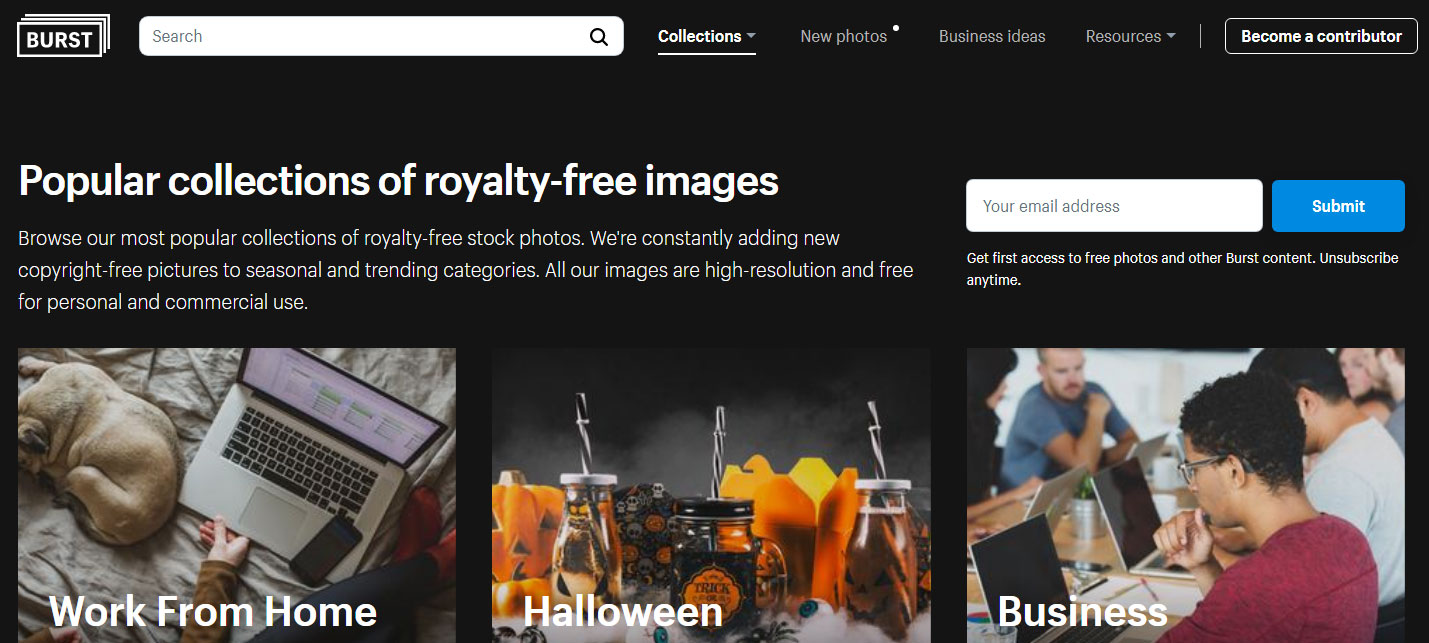 BURST
Search
Collections
New photos
Business ideas
Resources
Become a contributor
Popular collections of royalty-free images
Browse our most popular collections of royalty-free stock photos. We're constantly adding new
copyright-free pictures to seasonal and trending categories. All our images are high-resolution and free
for personal and commercial use.
Your email address
Submit
Get first access to free photos and other Burst content. Unsubscribe
anytime.
TRICK
Work From Home
Halloween
Business